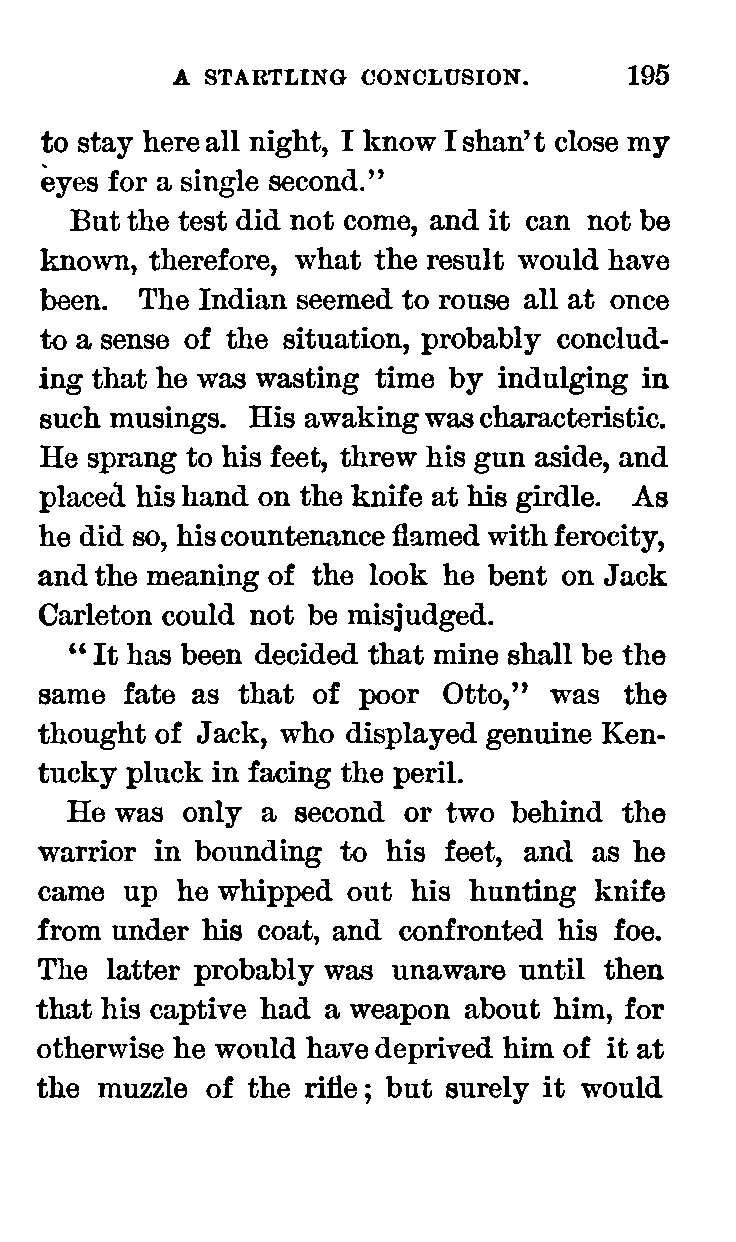 A STARTLING CONCLUSION. 195
to stay here all night, I know I shan't close my
eyes for a single second."
But the test did not come, and it can not be
known, therefore, what the result would have
been. The Indian seemed to rouse all at once
to a sense of the situation, probably conclud-
ing that he was wasting time by indulging in
such musings. His awaking was characteristic.
He sprang to his feet, threw his gun aside, and
placed his hand on the knife at his girdle. As
he did so, his countenance flamed with ferocity,
and the meaning of the look he bent on Jack
Carleton could not be misjudged.
"It has been decided that mine shall be the
same fate as that of poor Otto," was the
thought of Jack, who displayed genuine Ken-
tucky pluck in facing the peril.
He was only a second or two behind the
warrior in bounding to his feet, and as he
came up he whipped out his hunting knife
from under his coat, and confronted his foe.
The latter probably was unaware until then
that his captive had a weapon about him, for
otherwise he would have deprived him of it at
the muzzle of the rifle; but surely it would